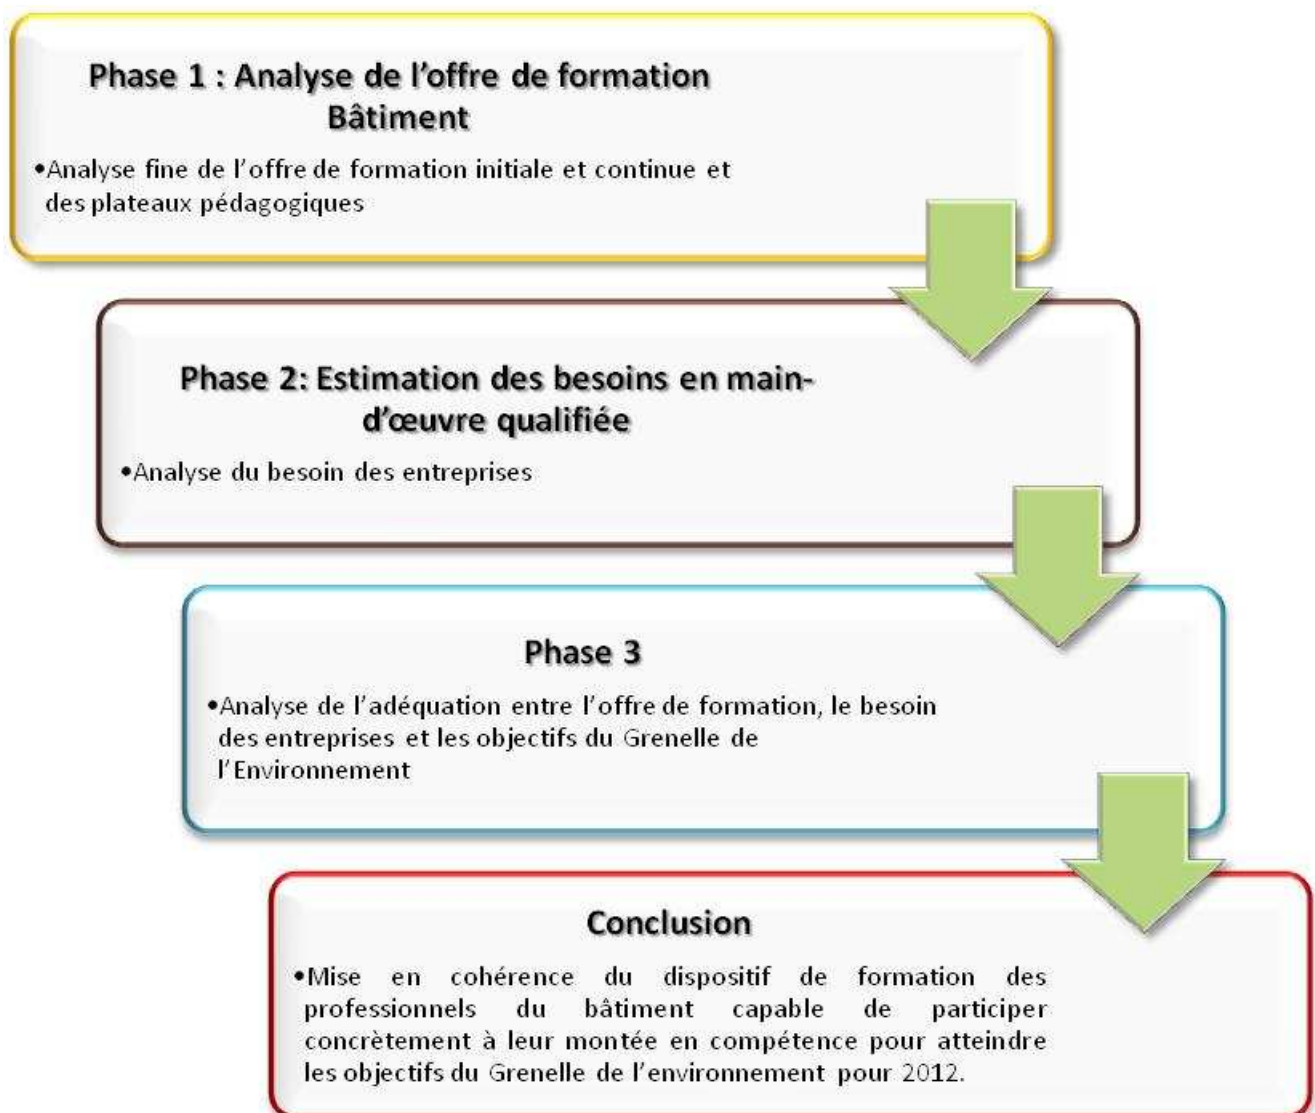 Phase 1 : Analyse de l'offre de formation
Bâtiment
•Analyse fine de l'offre de formation initiale et continue et
des plateaux pédagogiques
Phase 2: Estimation des besoins en main-
d'œuvre qualifiée
•Analyse du besoin des entreprises
Phase 3
•Analyse de l'adéquation entre l'offre de formation, le besoin
des entreprises et les objectifs du Grenelle de
l'Environnement
Conclusion
•Mise en cohérence du dispositif de formation des
professionnels du bâtiment capable de participer
concrètement à leur montée en compétence pour atteindre
les objectifs du Grenelle de l'environnement pour 2012.